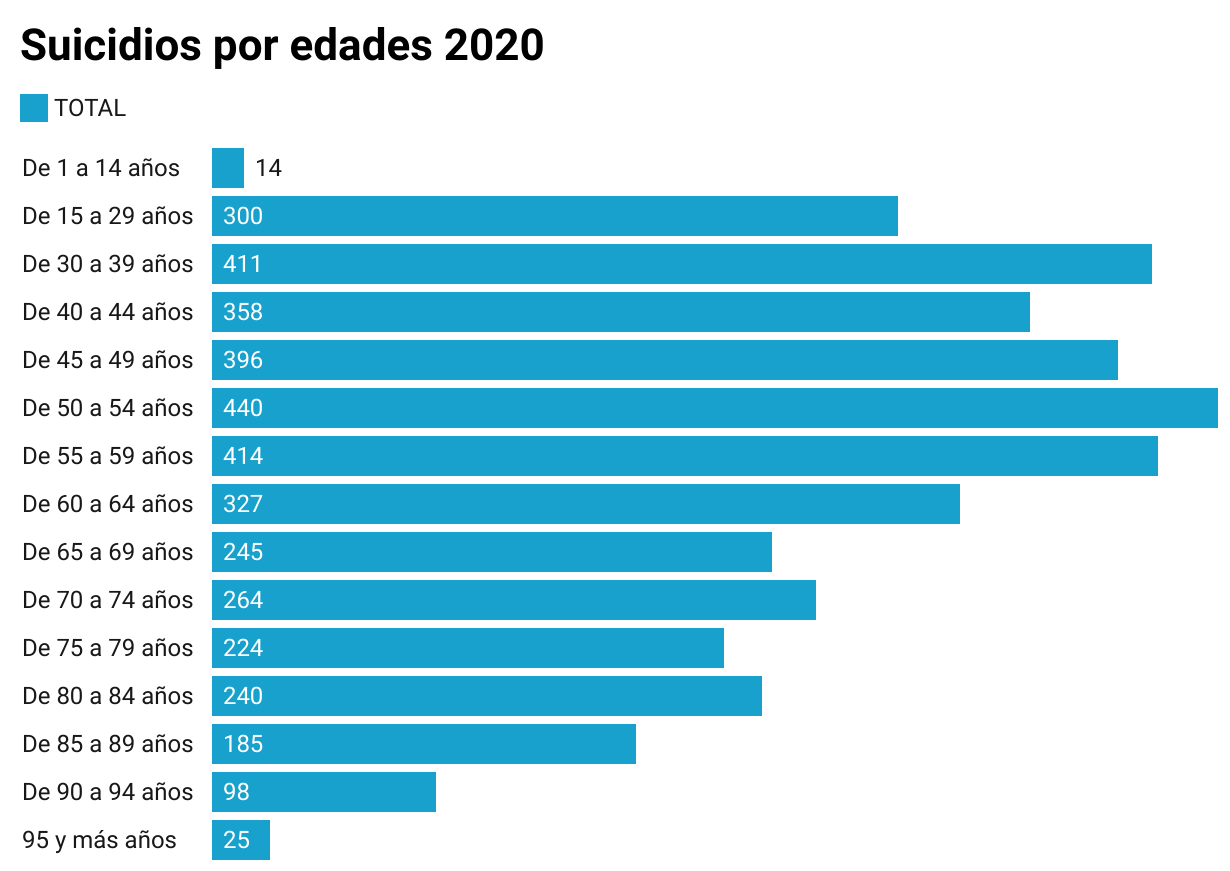 Suicidios por edades 2020
TOTAL
De 1 a 14 años 14
De 15 a 29 años 300
De 30 a 39 años 411
De 40 a 44 años 358
De 45 a 49 años 396
De 50 a 54 años 440
De 55 a 59 años 414
De 60 a 64 años 327
De 65 a 69 años 245
De 70 a 74 años 264
De 75 a 79 años 224
De 80 a 84 años 240
De 85 a 89 años 185
De 90 a 94 años 98
95 y más años 25